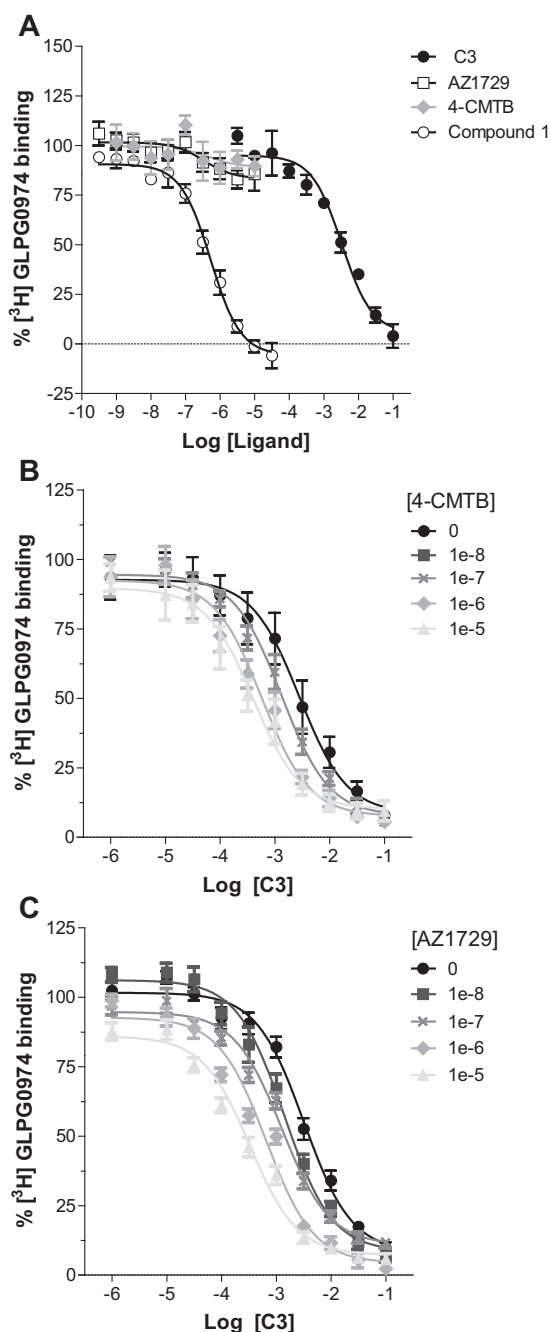 A
% [³H] GLPG0974 binding
150
125
100
75
50
25
0
-25
-10 -9 -8 -7 -6 -5 -4 -3 -2 -1
Log [Ligand]
C3
AZ1729
4-CMTB
Compound 1
B
% [³H] GLPG0974 binding
125
100
75
50
25
0
-6 -5 -4 -3 -2 -1
Log [C3]
[4-CMTB]
0
1e-8
1e-7
1e-6
1e-5
C
% [³H] GLPG0974 binding
125
100
75
50
25
0
-6 -5 -4 -3 -2 -1
Log [C3]
[AZ1729]
0
1e-8
1e-7
1e-6
1e-5